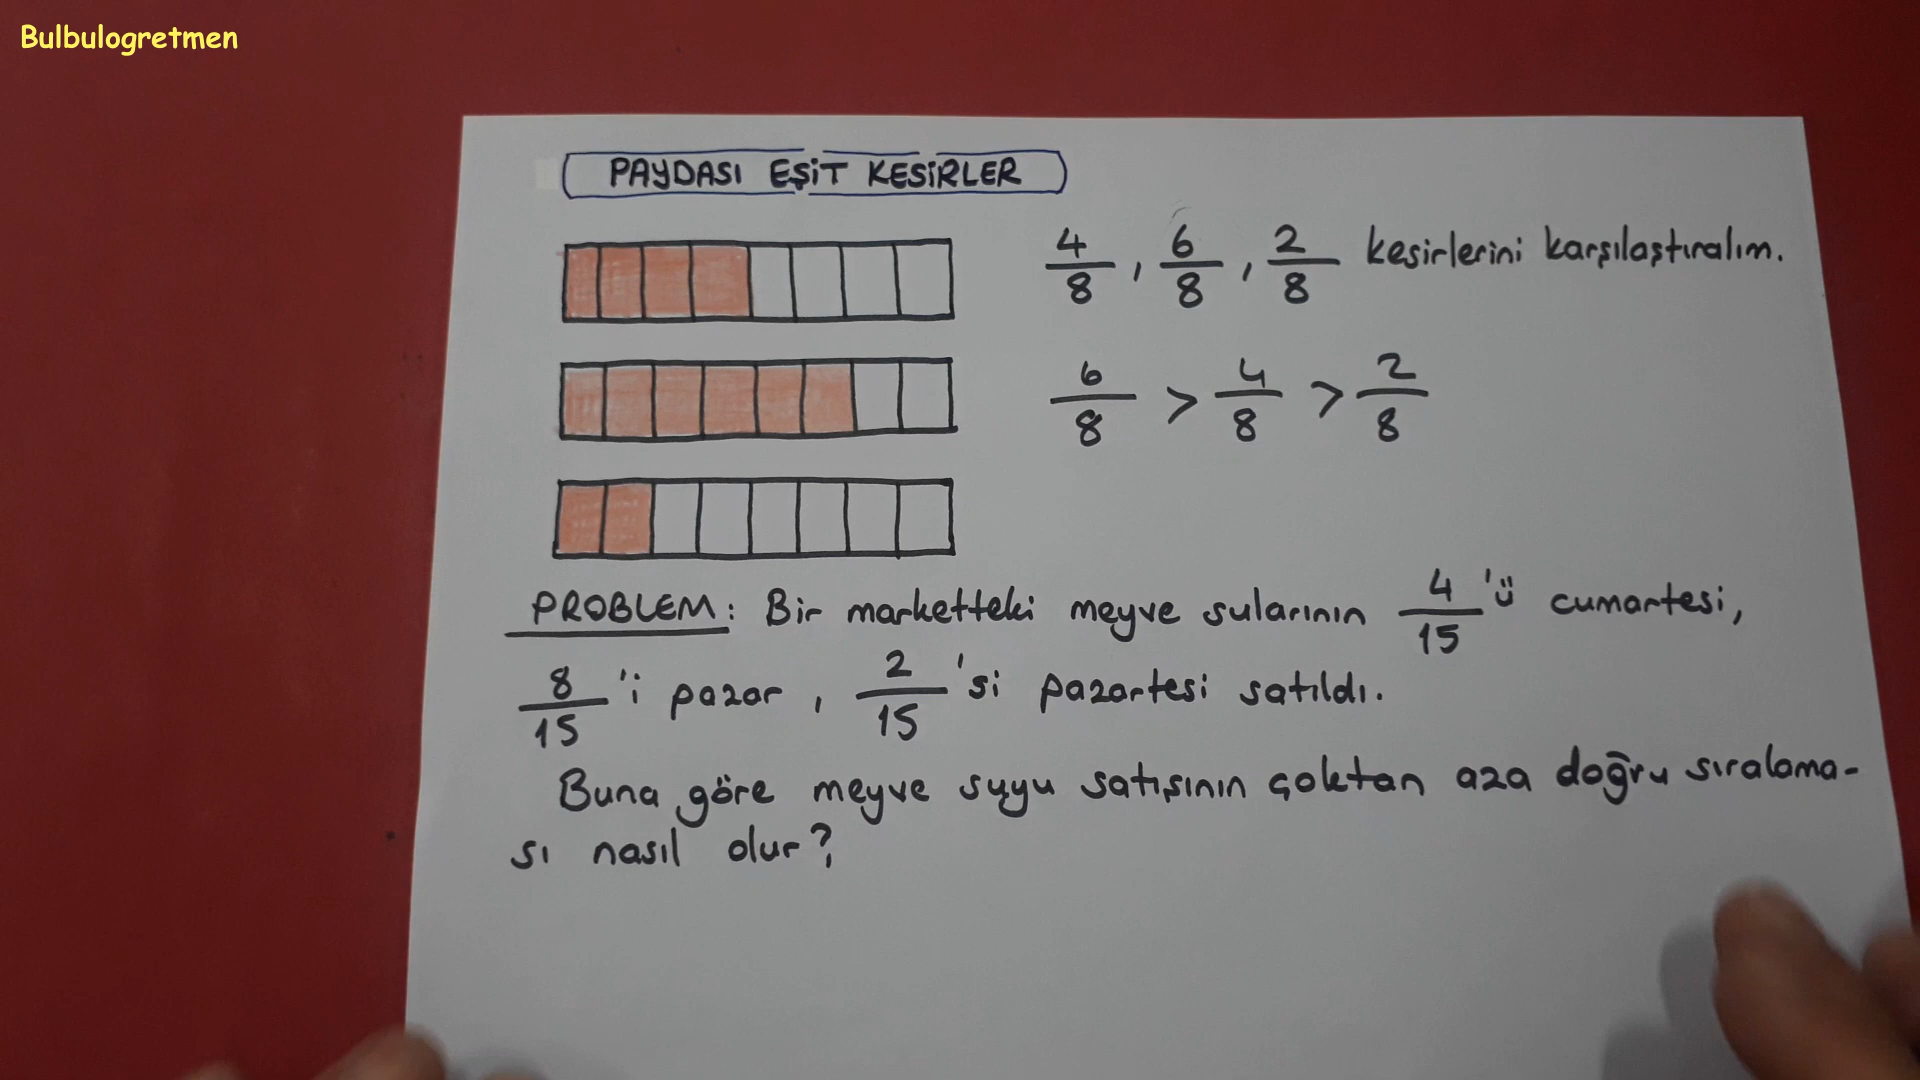 Bulbulogretmen
PAYDASI EŞİT KESİRLER
4/8, 6/8, 2/8 kesirlerini karşılaştıralım.
6/8 > 4/8 > 2/8
PROBLEM: Bir marketteki meyve sularının 4/15'ü cumartesi,
8/15'i pazar, 2/15'si pazartesi satıldı.
Buna göre meyve suyu satışının çoktan aza doğru sıralama-
sı nasıl olur?